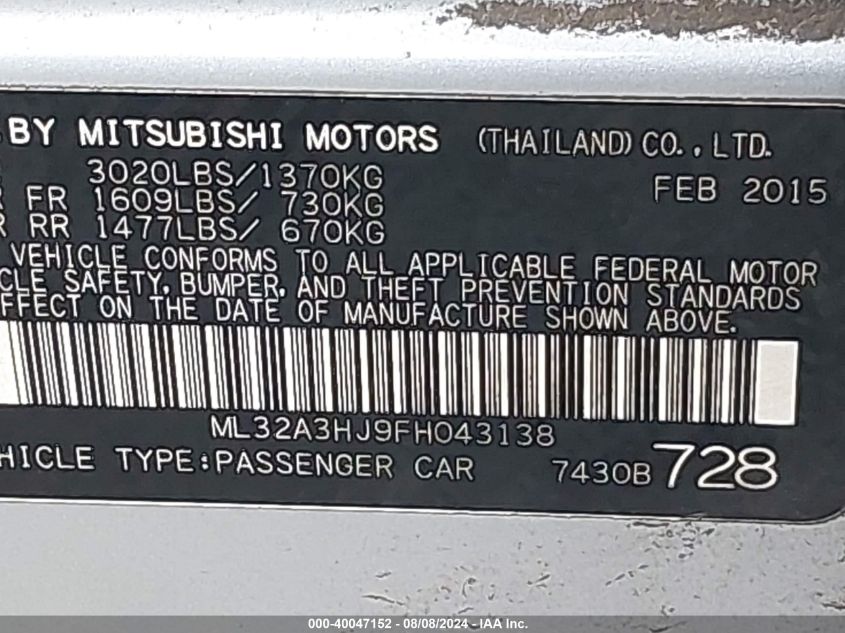 BY MITSUBISHI MOTORS (THAILAND) CO., LTD.
3020LBS/1370KG FEB 2015
FR 1609LBS/ 730KG
RR 1477LBS/ 670KG
VEHICLE CONFORMS TO ALL APPLICABLE FEDERAL MOTOR
CLE SAFETY, BUMPER, AND THEFT PREVENTION STANDARDS
FFECT ON THE DATE OF MANUFACTURE SHOWN ABOVE.
ML32A3HJ9FH043138
HICLE TYPE:PASSENGER CAR 7430B 728
000-40047152 - 08/08/2024 - IAA Inc.